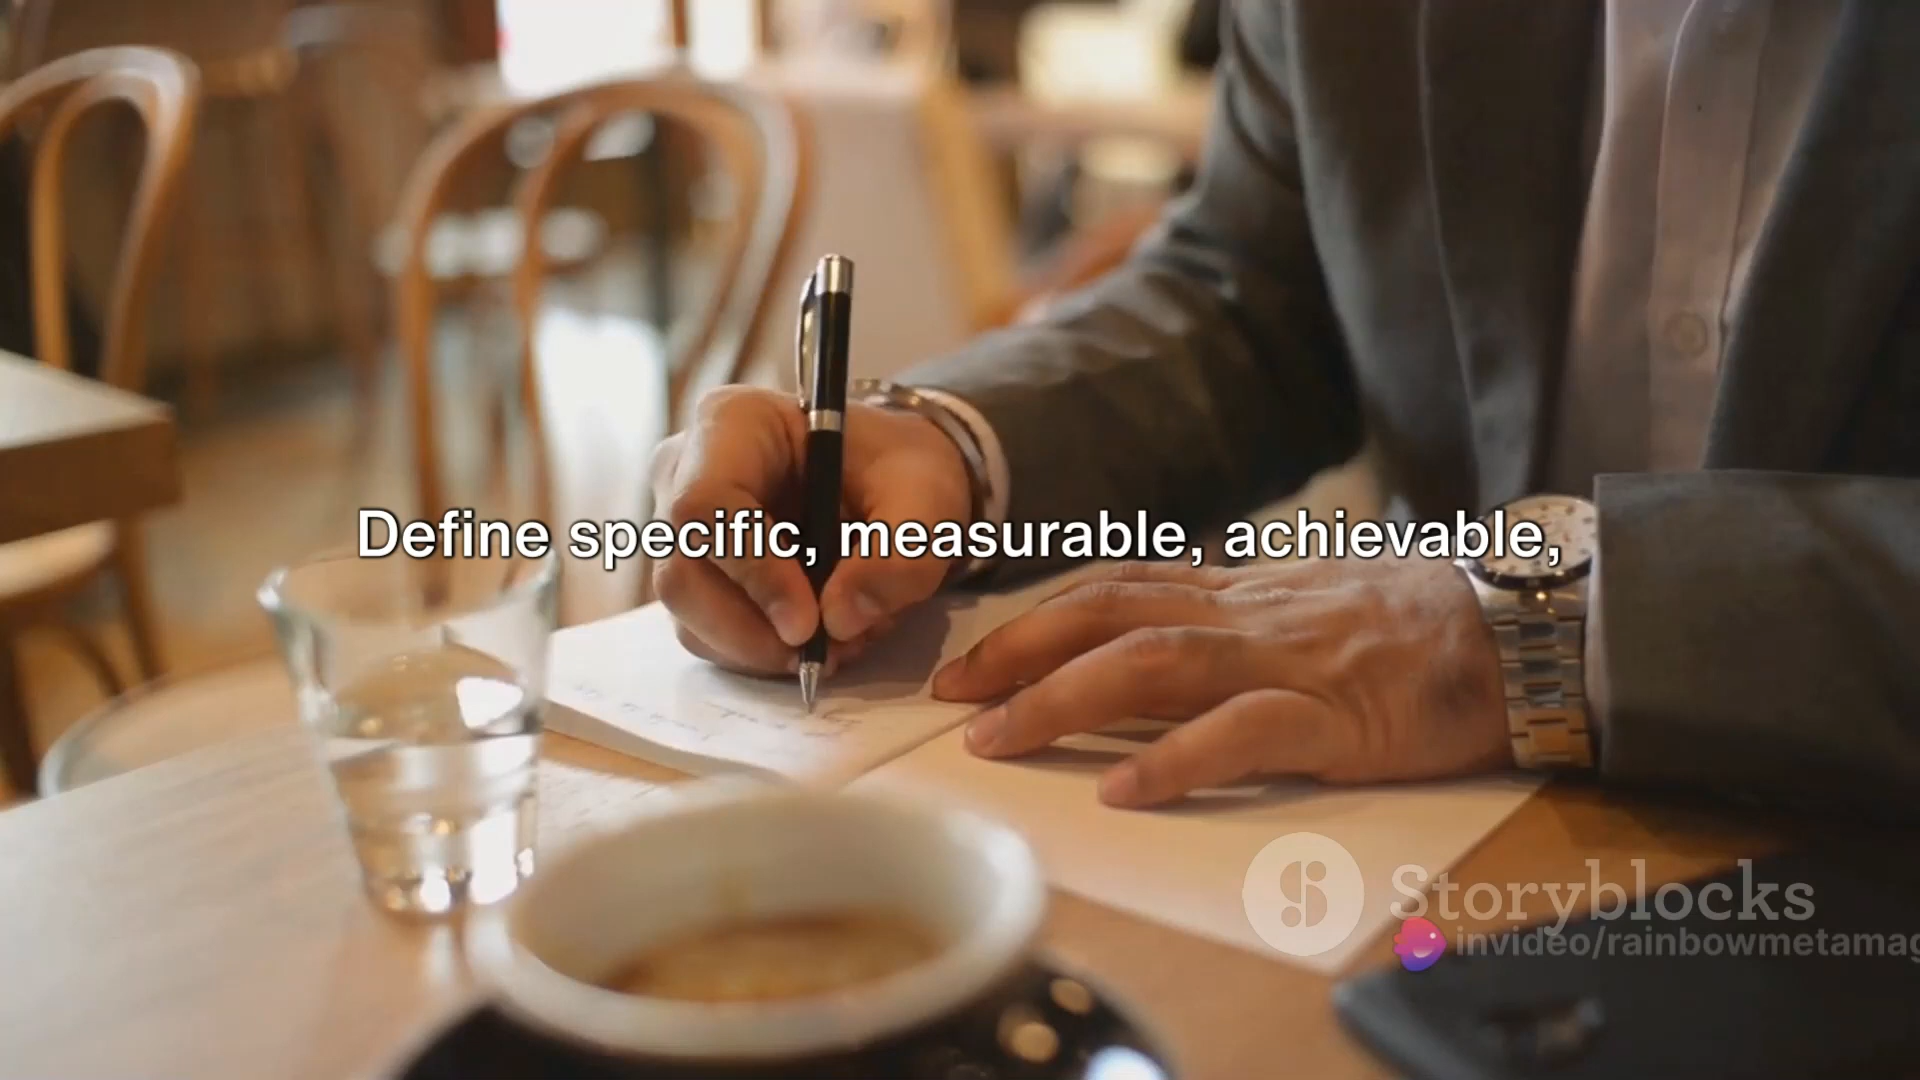 Define specific, measurable, achievable,
Storyblocks
invideo/rainbowmetamag